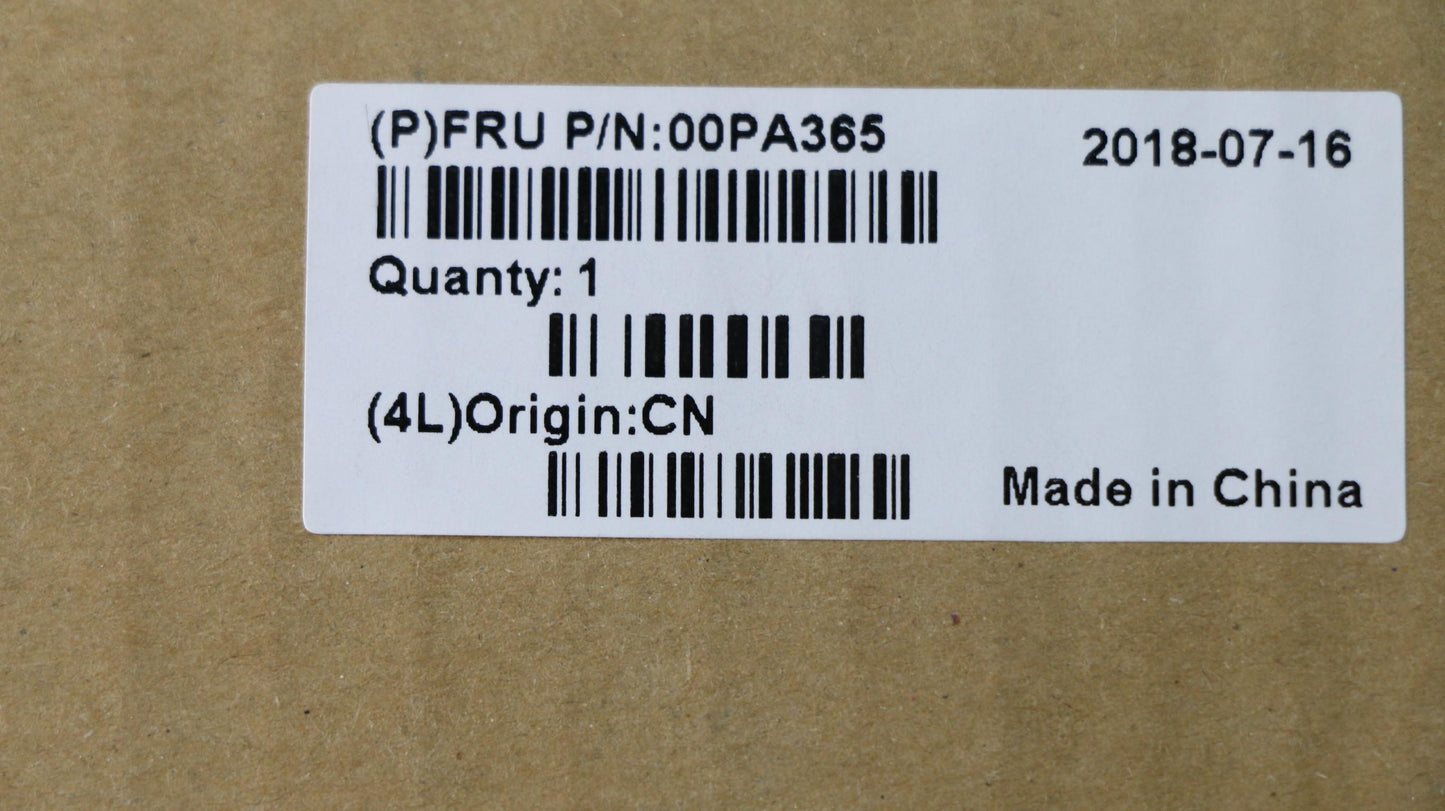 (P)FRU P/N:00PA365
2018-07-16
Quanty: 1
(4L)Origin:CN
Made in China